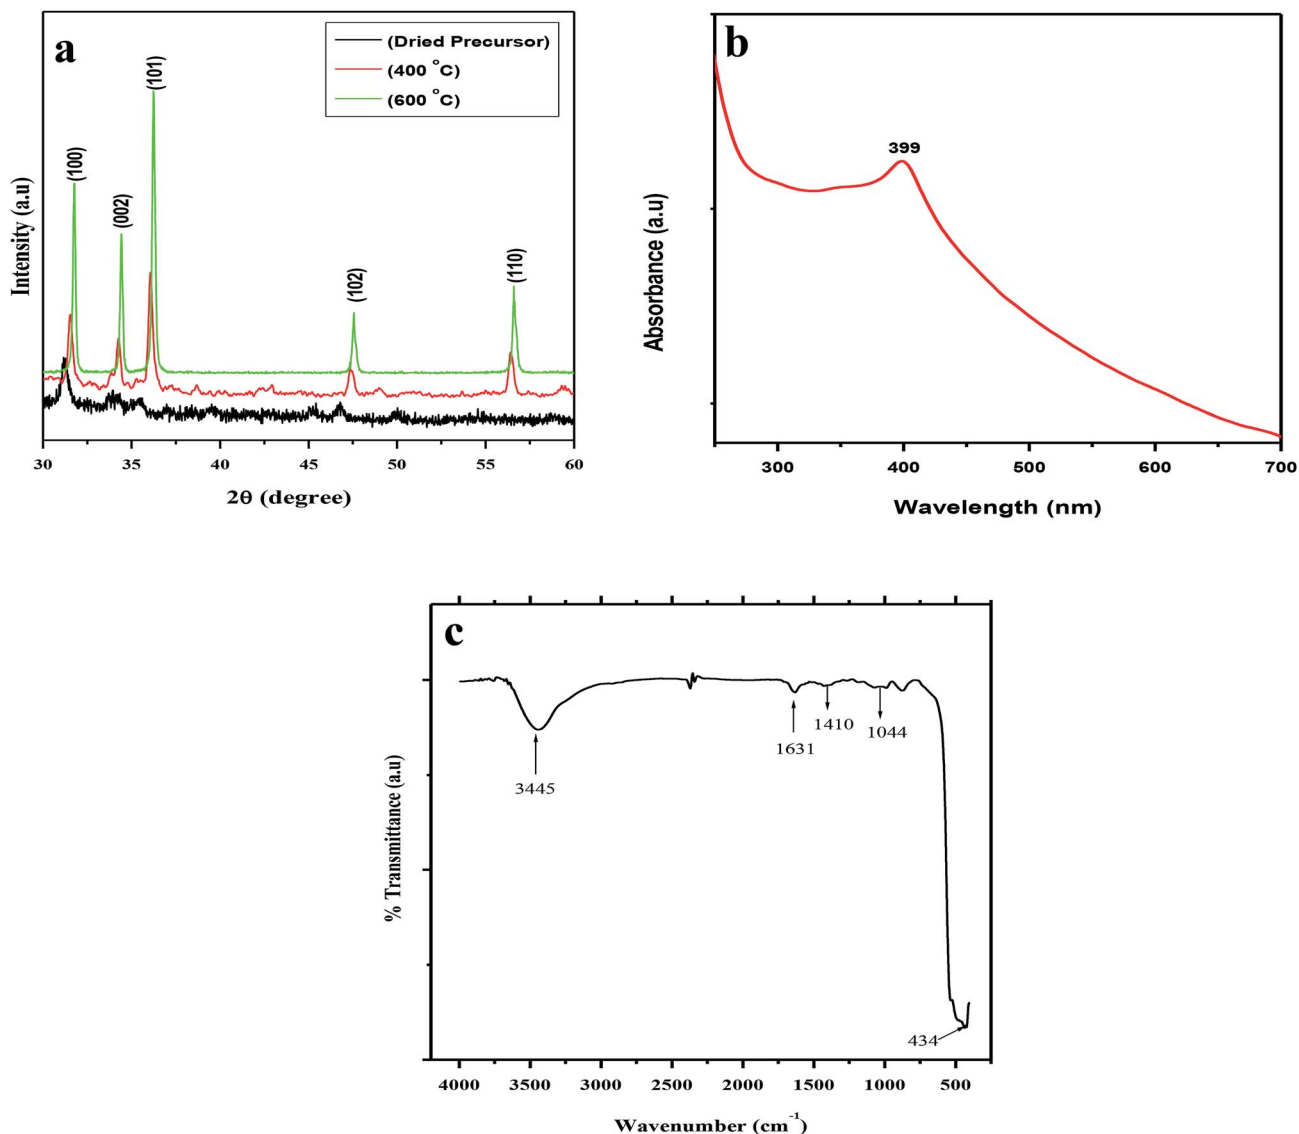 a
(Dried Precursor)
(400 °C)
(600 °C)
(100)
(002)
(101)
(102)
(110)
Intensity (a.u)
30 35 40 45 50 55 60
2θ (degree)
b
399
Absorbance (a.u)
300 400 500 600 700
Wavelength (nm)
c
3445
1631
1410
1044
434
% Transmittance (a.u)
4000 3500 3000 2500 2000 1500 1000 500
Wavenumber (cm⁻¹)